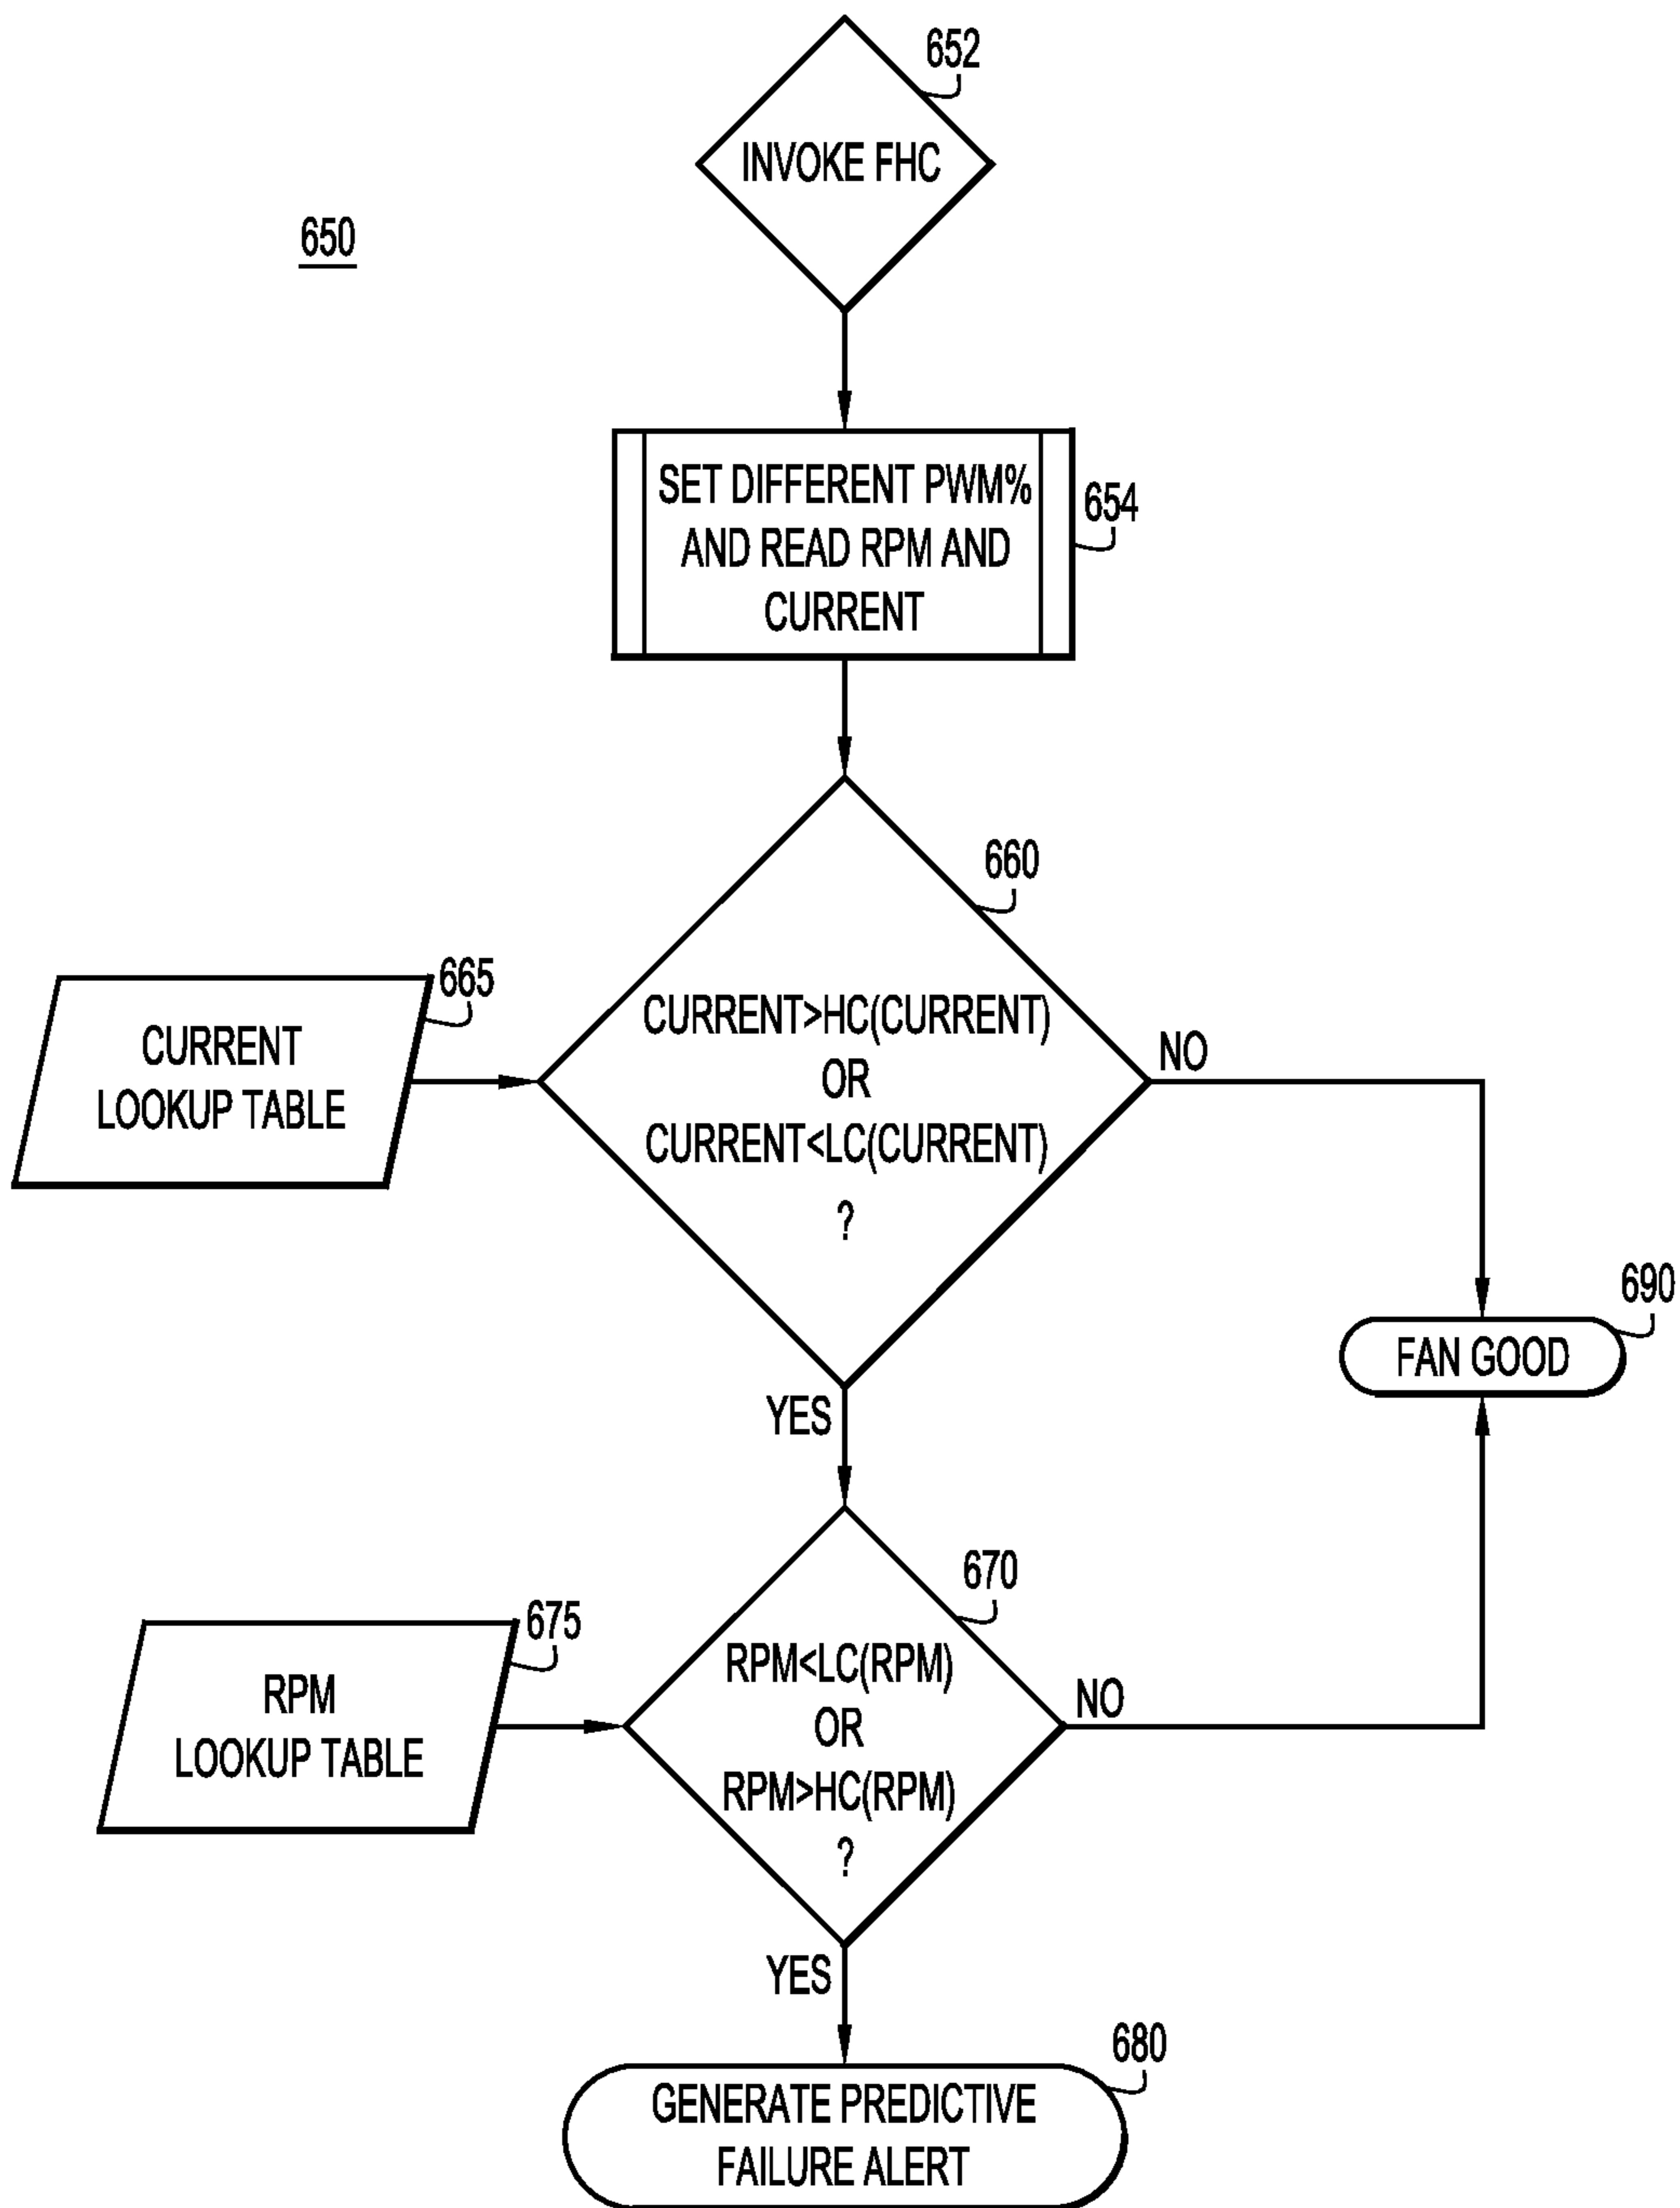 652
INVOKE FHC
650
SET DIFFERENT PWM%
AND READ RPM AND
CURRENT
654
660
665
CURRENT
LOOKUP TABLE
CURRENT>HC(CURRENT)
OR
CURRENT<LC(CURRENT)
?
NO
690
FAN GOOD
YES
670
675
RPM
LOOKUP TABLE
RPM<LC(RPM)
OR
RPM>HC(RPM)
?
NO
YES
680
GENERATE PREDICTIVE
FAILURE ALERT